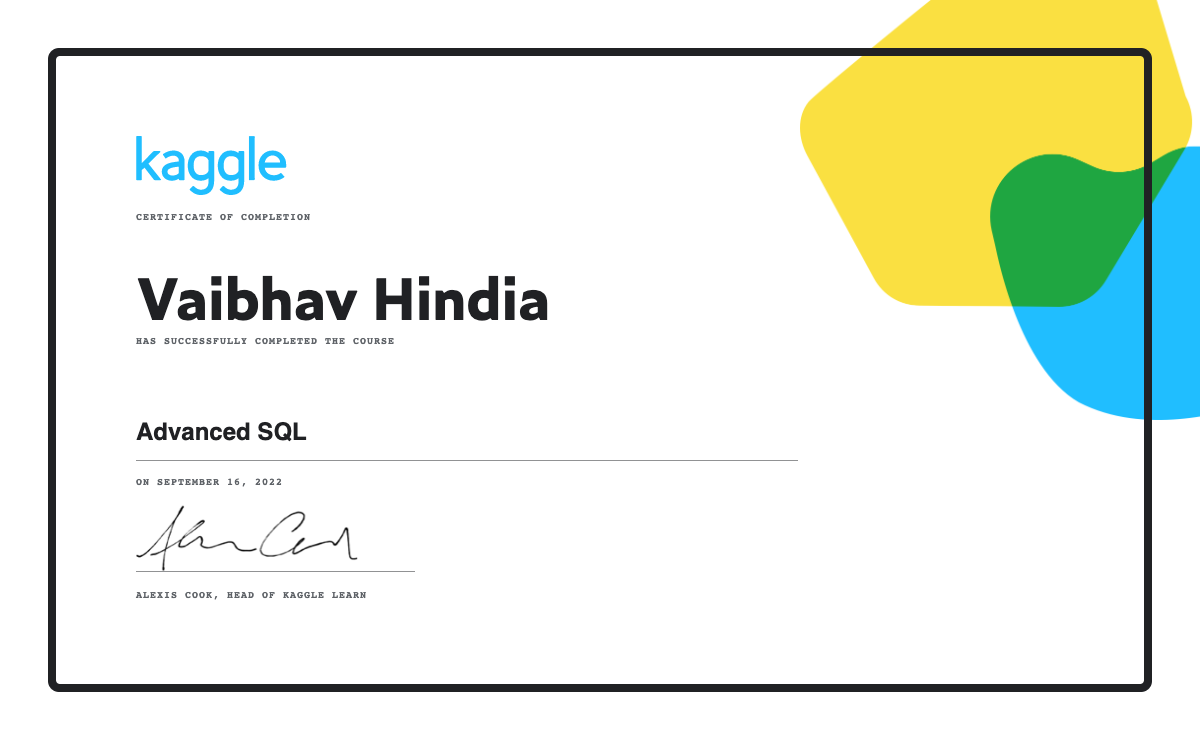 kaggle
CERTIFICATE OF COMPLETION
Vaibhav Hindia
HAS SUCCESSFULLY COMPLETED THE COURSE
Advanced SQL
ON SEPTEMBER 16, 2022
Alexis Cook
ALEXIS COOK, HEAD OF KAGGLE LEARN